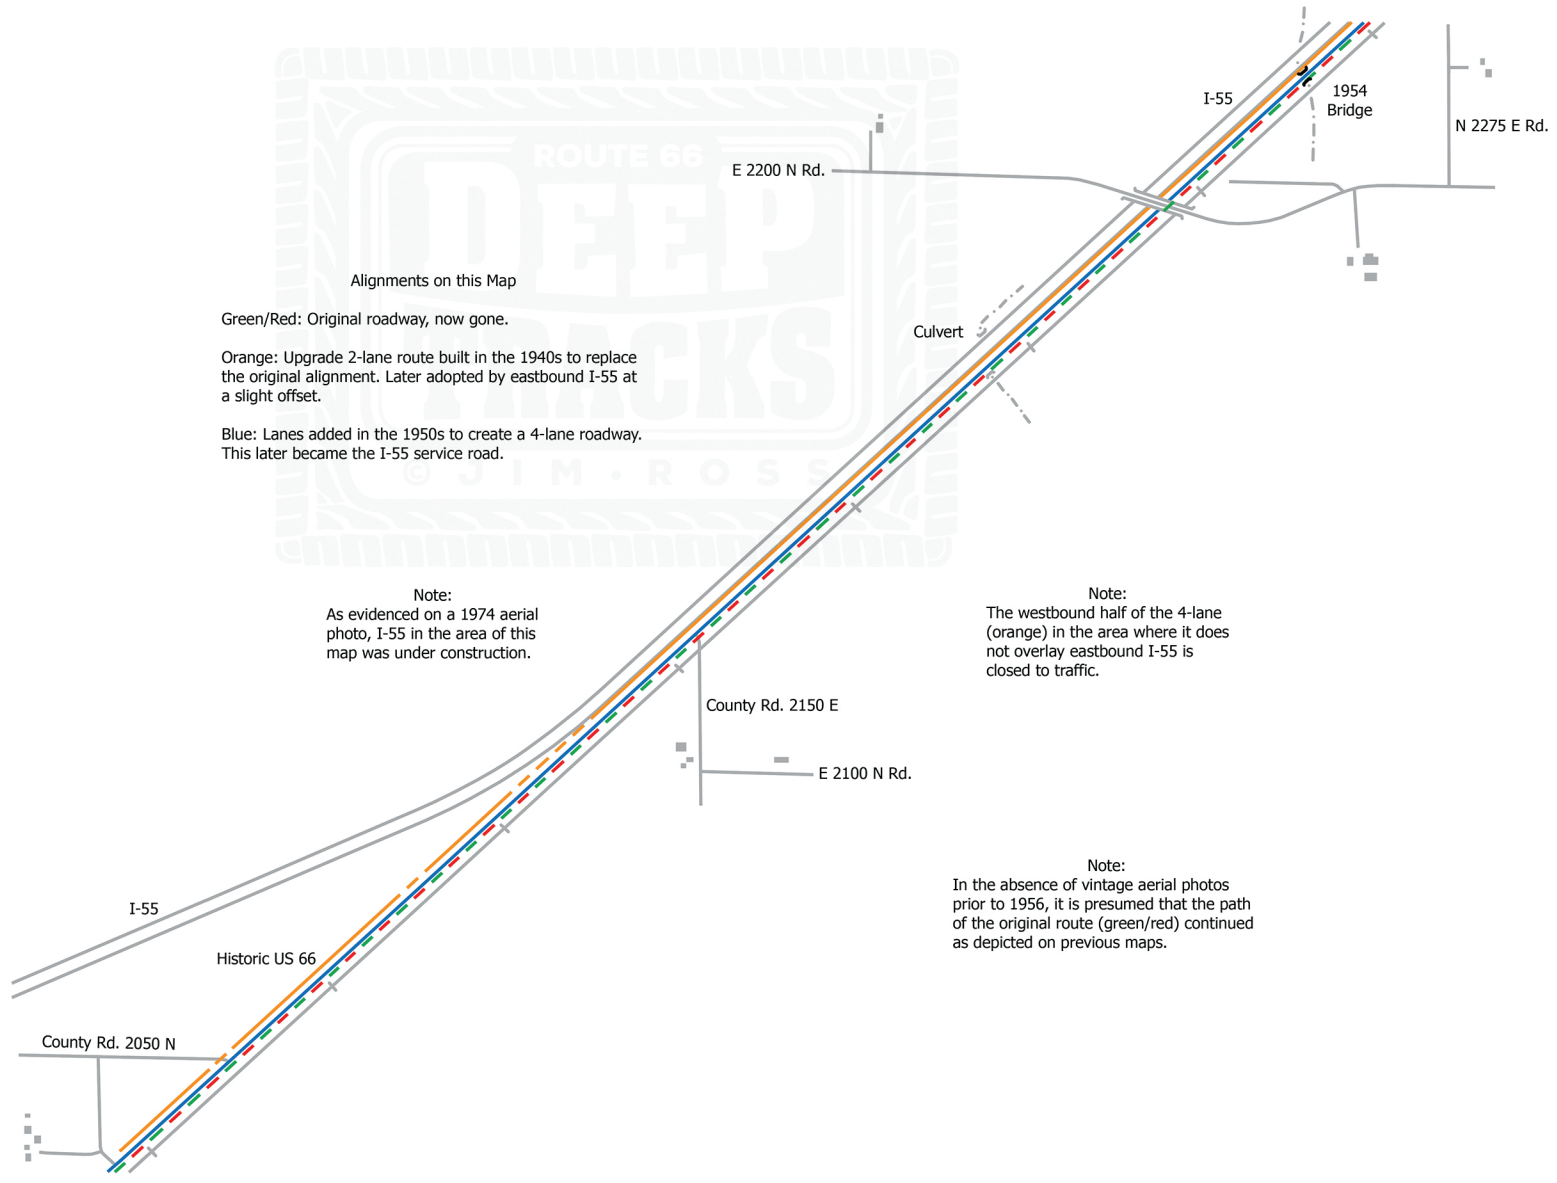 I-55
1954
Bridge
N 2275 E Rd.
E 2200 N Rd.
ROUTE 66
DEEP
TRACKS
© JIM · ROSS
Alignments on this Map
Green/Red: Original roadway, now gone.
Orange: Upgrade 2-lane route built in the 1940s to replace
the original alignment. Later adopted by eastbound I-55 at
a slight offset.
Blue: Lanes added in the 1950s to create a 4-lane roadway.
This later became the I-55 service road.
Culvert
Note:
As evidenced on a 1974 aerial
photo, I-55 in the area of this
map was under construction.
Note:
The westbound half of the 4-lane
(orange) in the area where it does
not overlay eastbound I-55 is
closed to traffic.
County Rd. 2150 E
E 2100 N Rd.
Note:
In the absence of vintage aerial photos
prior to 1956, it is presumed that the path
of the original route (green/red) continued
as depicted on previous maps.
I-55
Historic US 66
County Rd. 2050 N